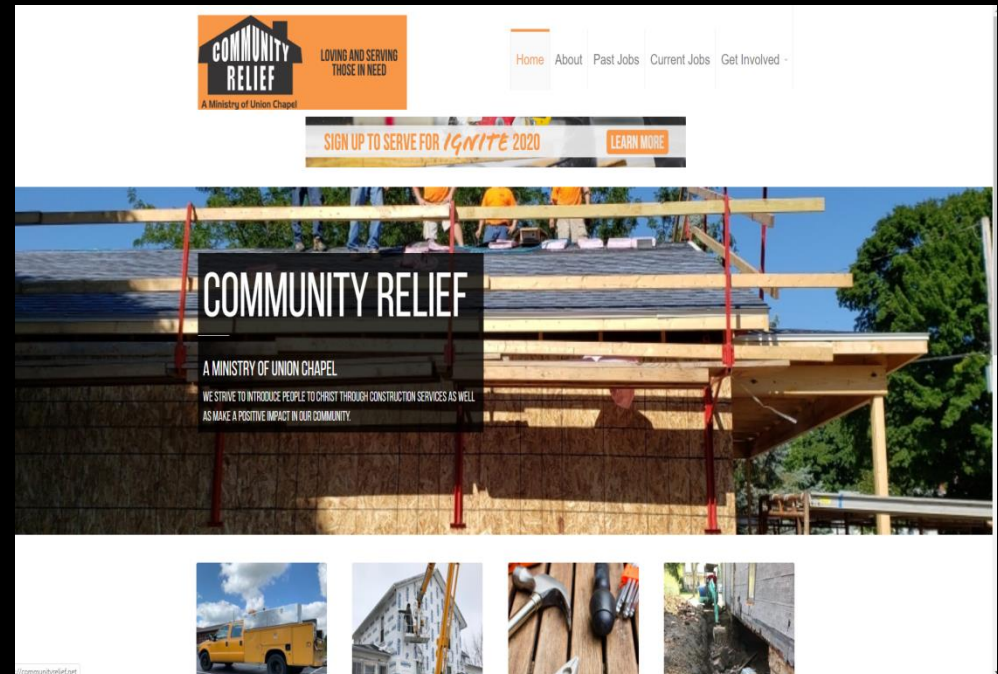 COMMUNITY
RELIEF
A Ministry of Union Chapel
LOVING AND SERVING
THOSE IN NEED
Home About Past Jobs Current Jobs Get Involved
SIGN UP TO SERVE FOR IGNITE 2020 LEARN MORE
COMMUNITY RELIEF
A MINISTRY OF UNION CHAPEL
WE STRIVE TO INTRODUCE PEOPLE TO CHRIST THROUGH CONSTRUCTION SERVICES AS WELL
AS MAKE A POSITIVE IMPACT IN OUR COMMUNITY.
//communityrelief.net